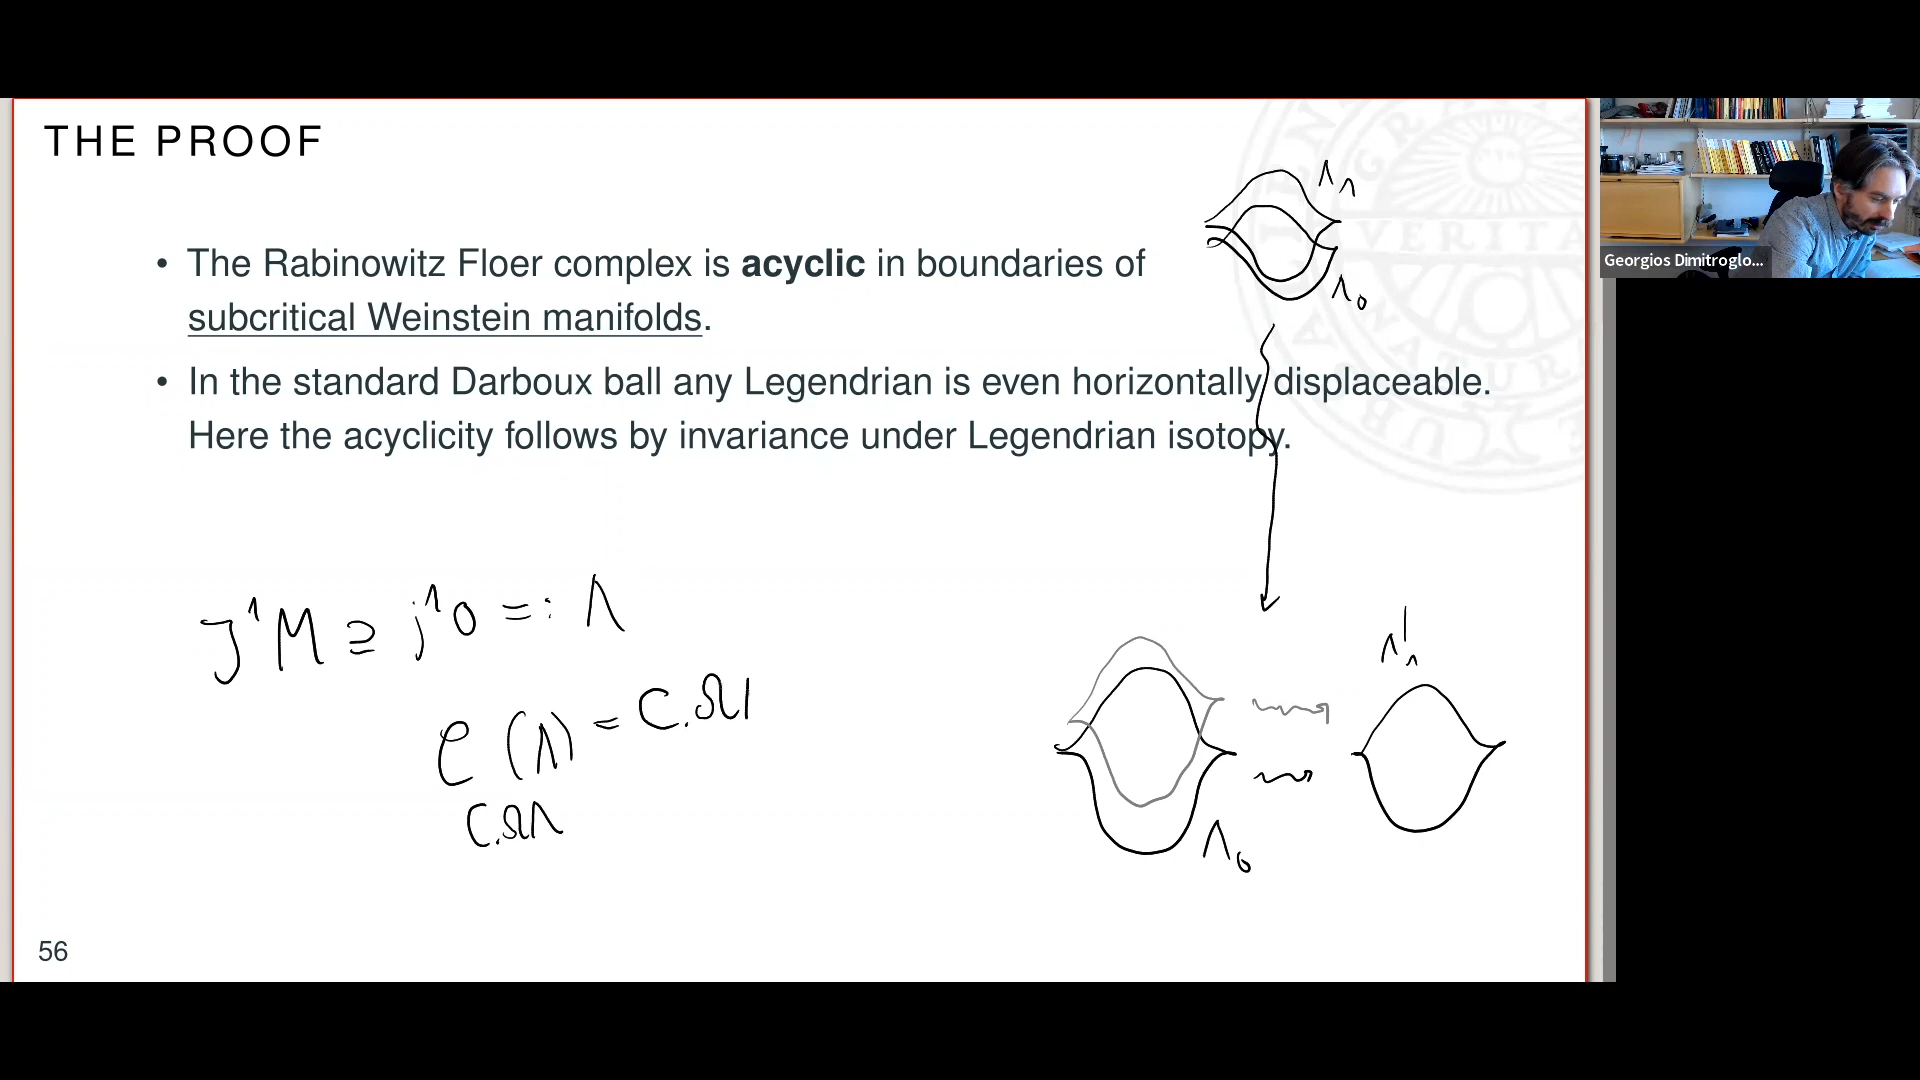 THE PROOF
• The Rabinowitz Floer complex is acyclic in boundaries of
subcritical Weinstein manifolds.
• In the standard Darboux ball any Legendrian is even horizontally displaceable.
Here the acyclicity follows by invariance under Legendrian isotopy.
Λ₁
Λ₀
J¹M ⊇ j¹0 =: Λ
C.ΩΛ
Λ₀
Λ₁'
56
Georgios Dimitroglo...
VERITA